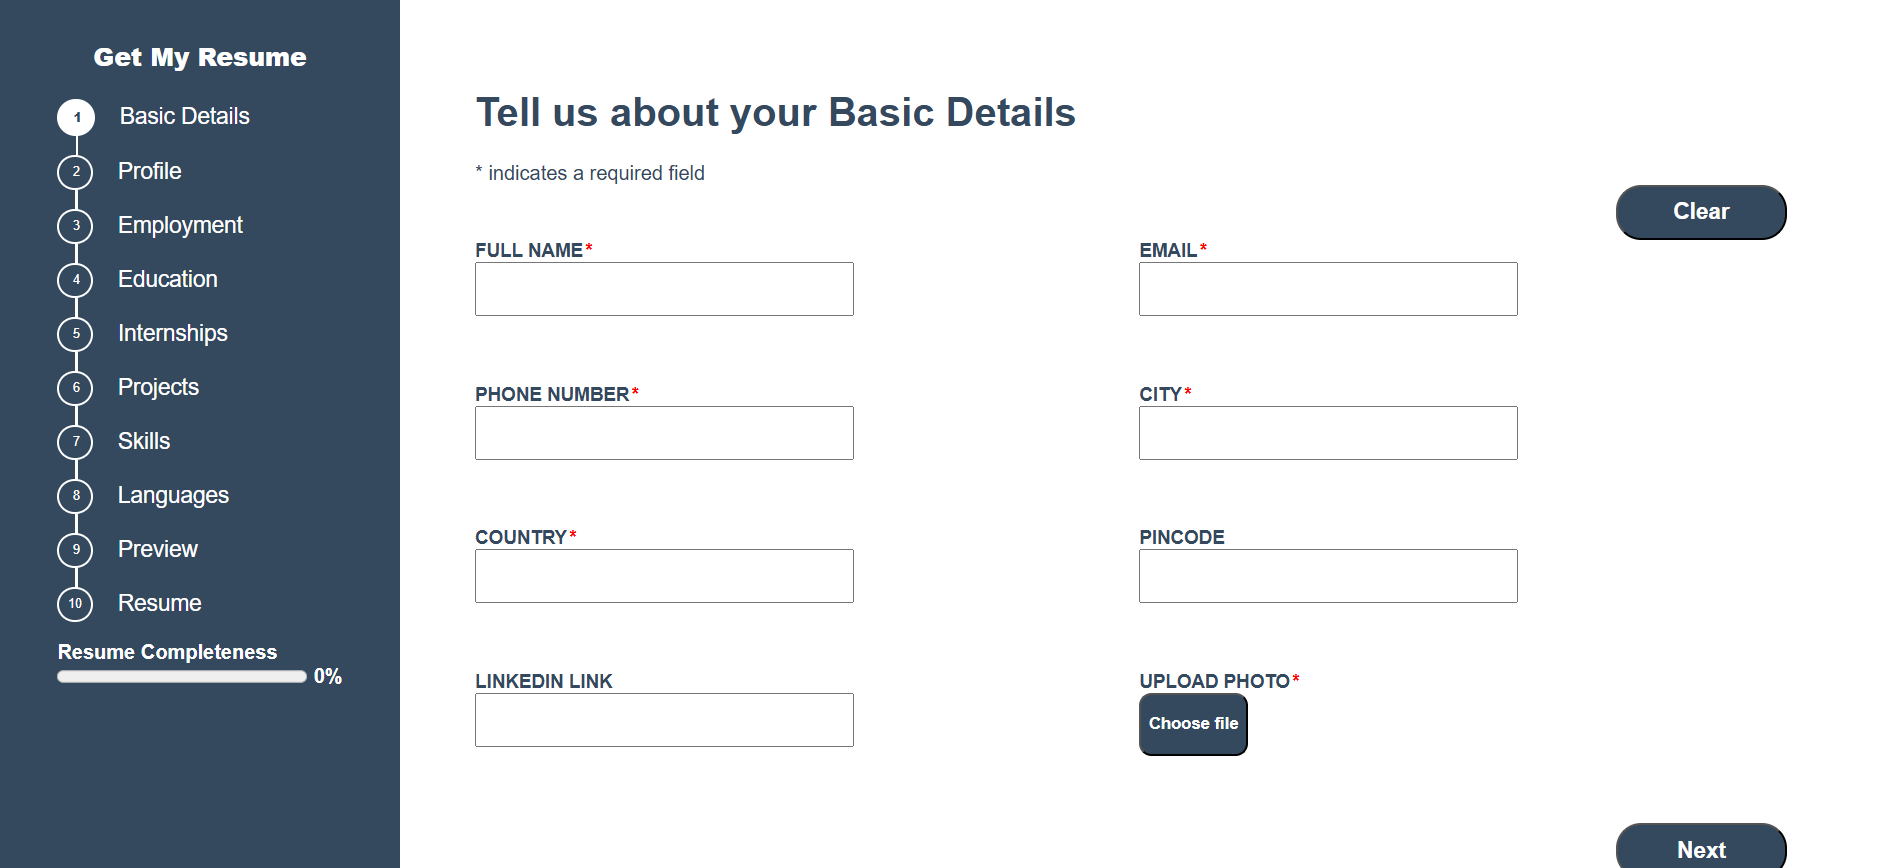 Get My Resume
1 Basic Details
2 Profile
3 Employment
4 Education
5 Internships
6 Projects
7 Skills
8 Languages
9 Preview
10 Resume
Resume Completeness
0%
Tell us about your Basic Details
* indicates a required field
Clear
FULL NAME*
EMAIL*
PHONE NUMBER*
CITY*
COUNTRY*
PINCODE
LINKEDIN LINK
UPLOAD PHOTO*
Choose file
Next